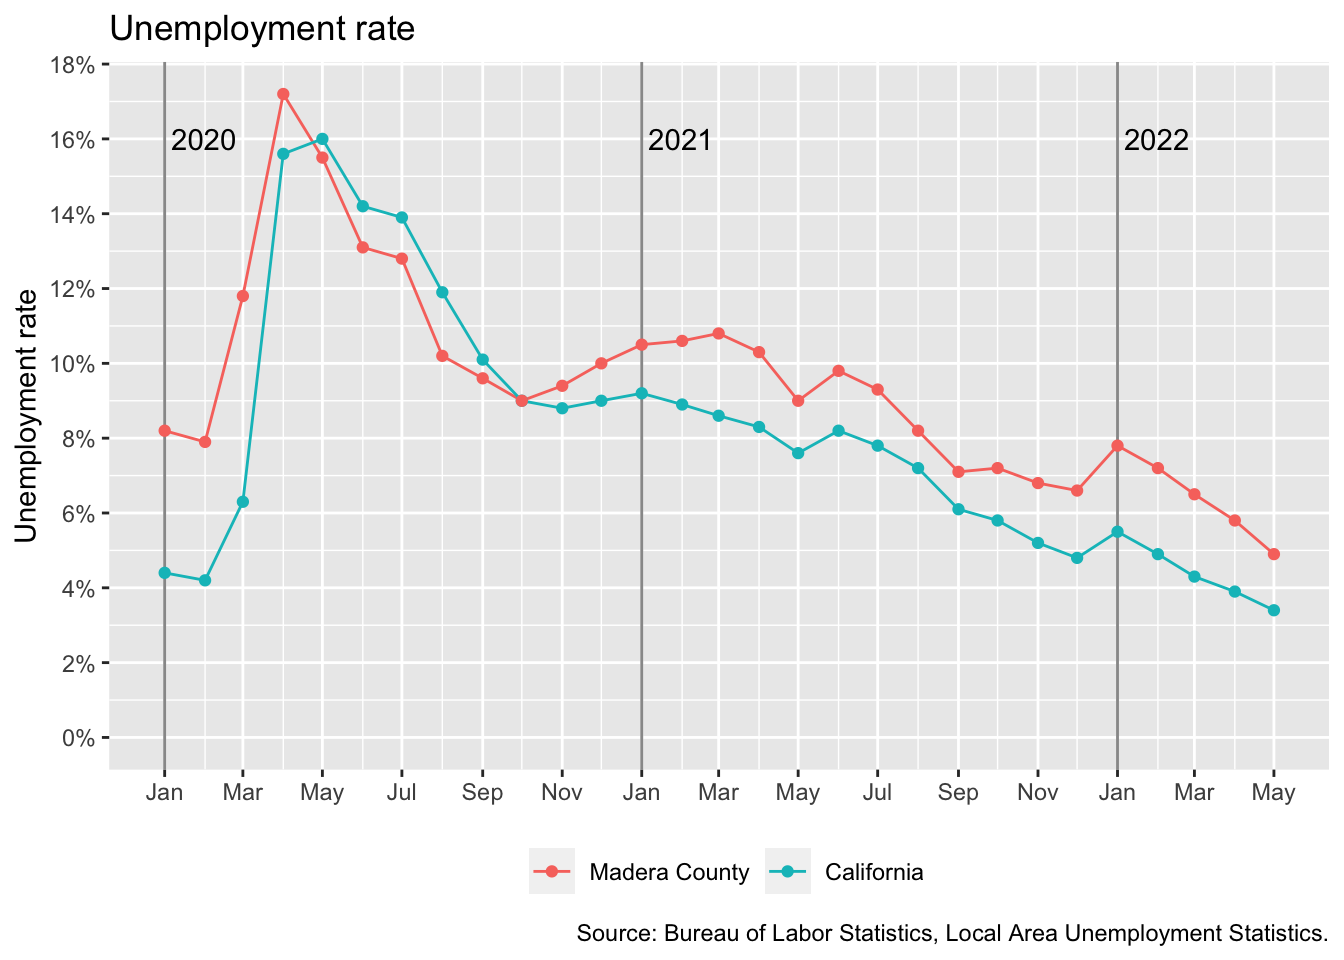 Unemployment rate
18%
16%
14%
12%
10%
8%
6%
4%
2%
0%
Unemployment rate
2020 2021 2022
Jan Mar May Jul Sep Nov Jan Mar May Jul Sep Nov Jan Mar May
Madera County California
Source: Bureau of Labor Statistics, Local Area Unemployment Statistics.